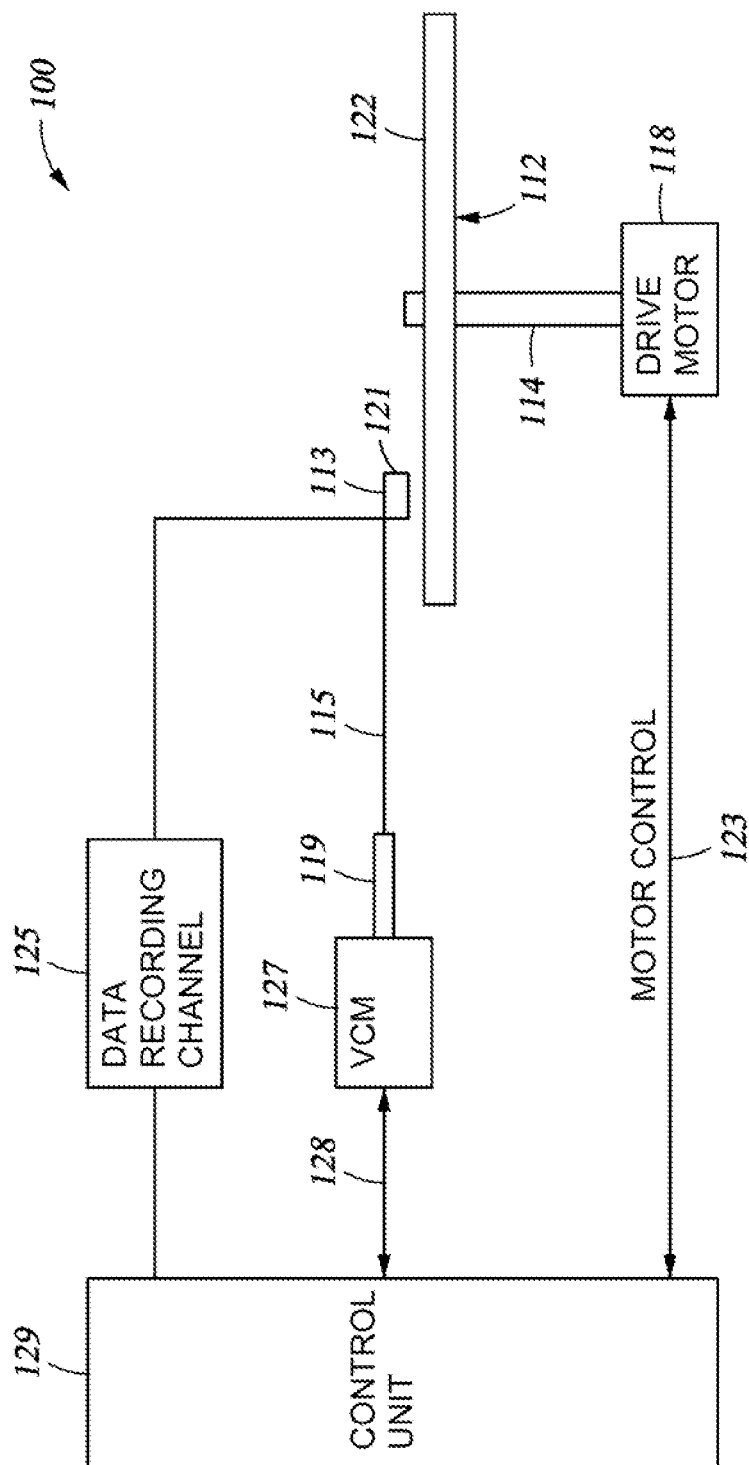 100
129
CONTROL
UNIT
125
DATA
RECORDING
CHANNEL
128
127
VCM
119
115
113
121
122
112
114
118
DRIVE
MOTOR
MOTOR CONTROL
123